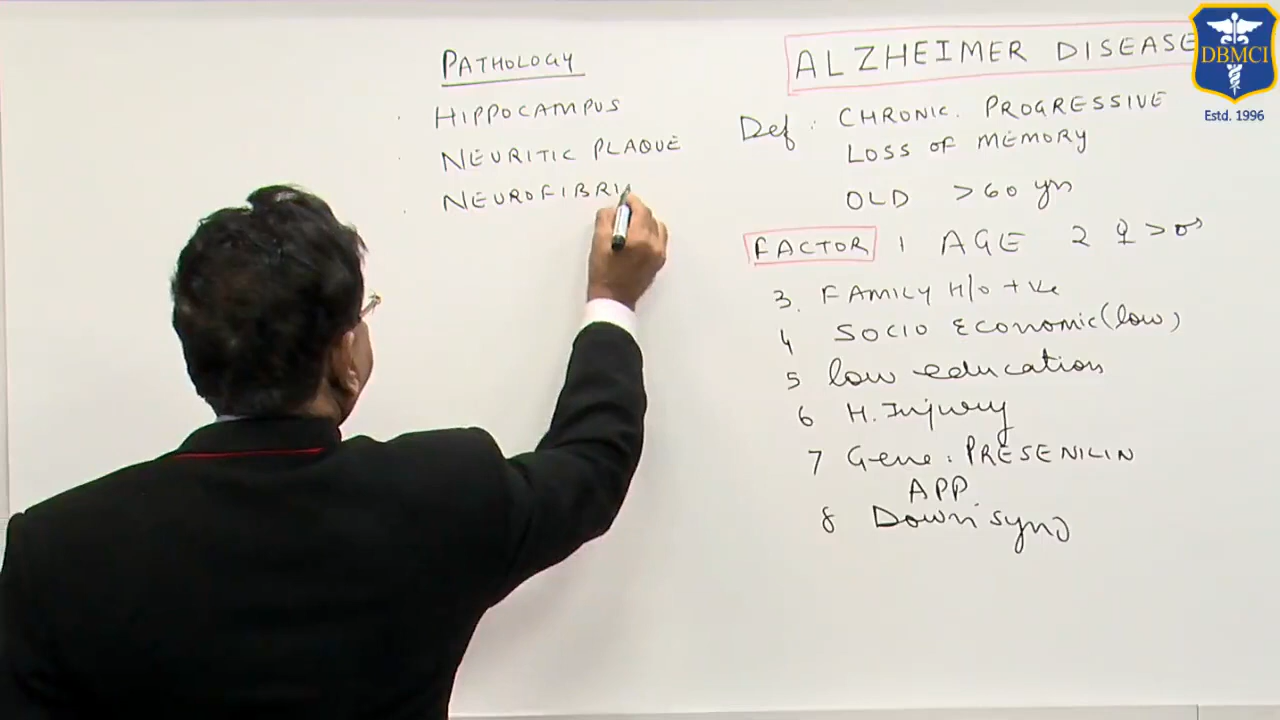 PATHOLOGY
HIPPOCAMPUS
NEURITIC PLAQUE
NEUROFIBRI
ALZHEIMER DISEASE
Def : CHRONIC. PROGRESSIVE
LOSS OF MEMORY
OLD >60 yrs
FACTOR 1 AGE 2 ♀ > ♂
3. FAMILY H/o +ve
4 SOCIO Economic (low)
5 low education
6 H. Injury
7 Gene : PRESENILIN
APP
8 Down synd
DBMCI
Estd. 1996